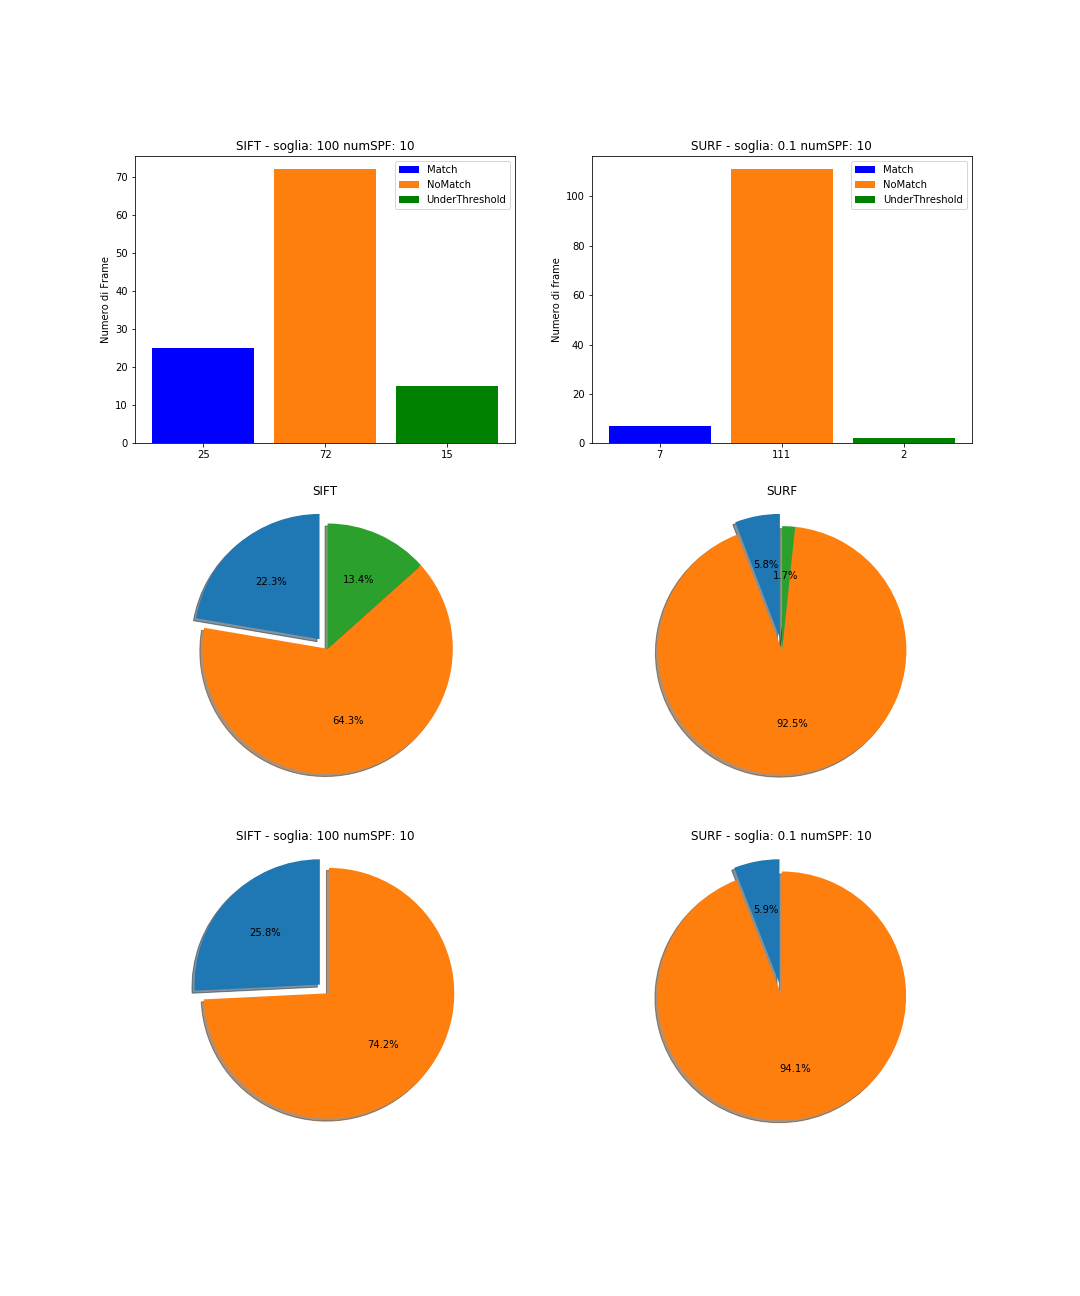 SIFT - soglia: 100 numSPF: 10
Numero di Frame
70
60
50
40
30
20
10
0
25
72
15
Match
NoMatch
UnderThreshold
SURF - soglia: 0.1 numSPF: 10
Numero di frame
100
80
60
40
20
0
7
111
2
Match
NoMatch
UnderThreshold
SIFT
22.3%
13.4%
64.3%
SURF
5.8%
1.7%
92.5%
SIFT - soglia: 100 numSPF: 10
25.8%
74.2%
SURF - soglia: 0.1 numSPF: 10
5.9%
94.1%